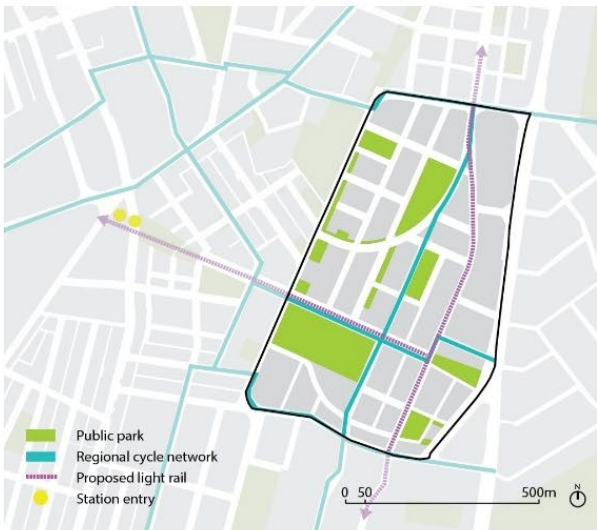 Public park
Regional cycle network
Proposed light rail
Station entry
0 50 500m
N